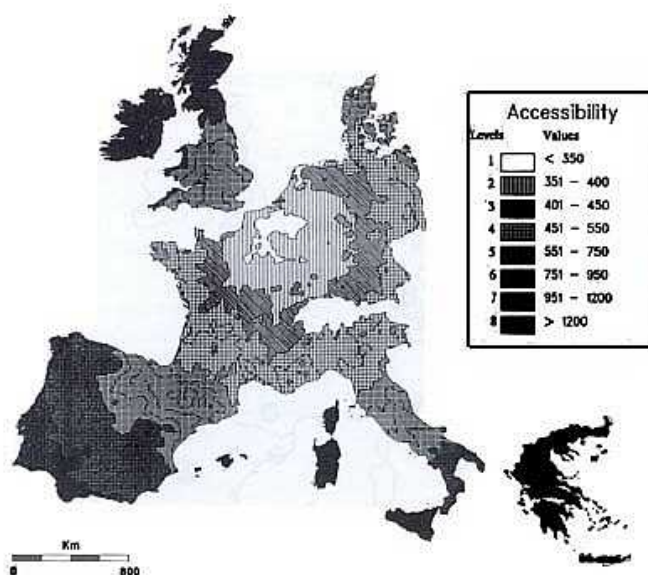 Accessibility
Levels Values
1 < 350
2 351 - 400
3 401 - 450
4 451 - 550
5 551 - 750
6 751 - 950
7 951 - 1200
8 > 1200
Km
0 800